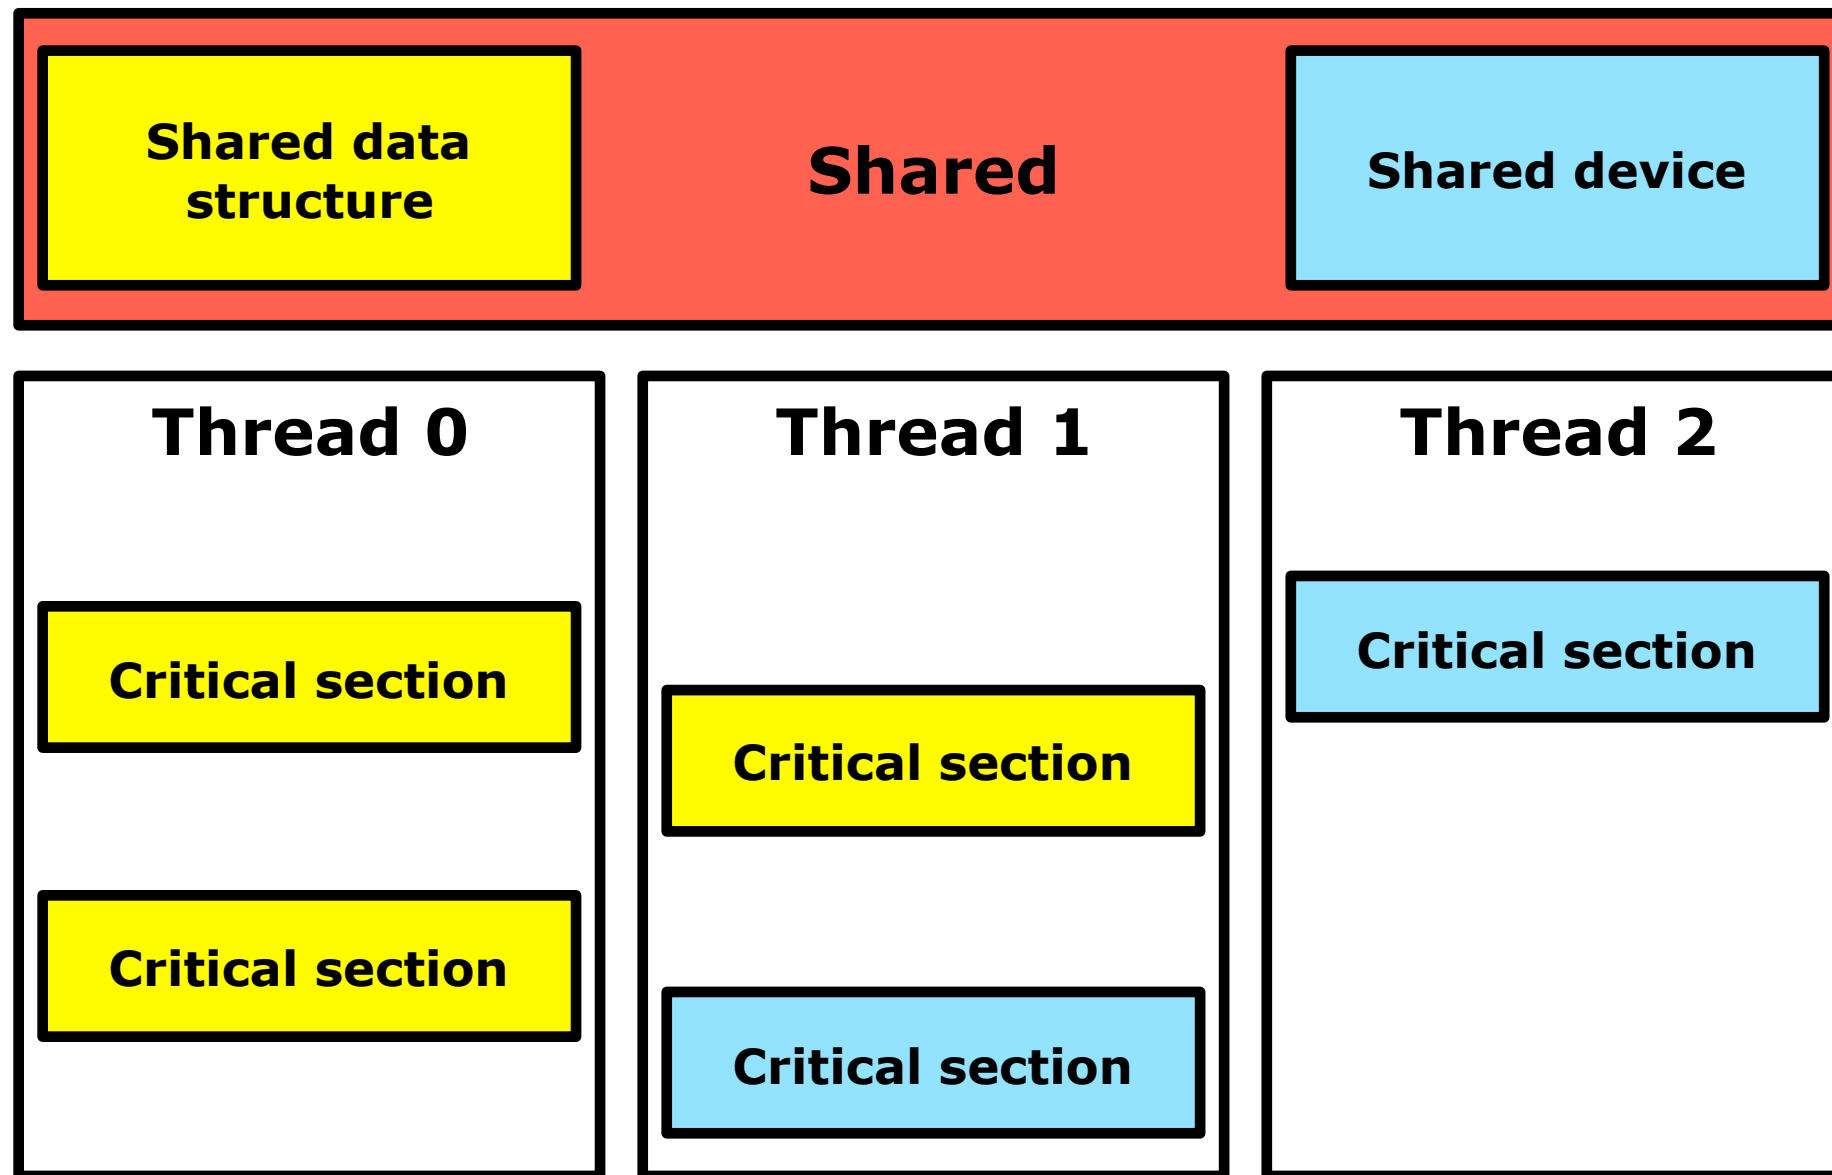 Shared data
structure
Shared
Shared device
Thread 0
Critical section
Critical section
Thread 1
Critical section
Critical section
Thread 2
Critical section